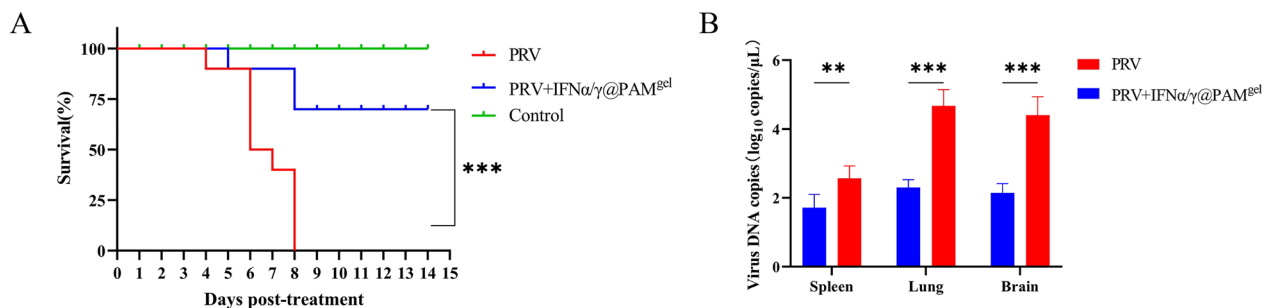 A
Survival(%)
100
75
50
25
0
0 1 2 3 4 5 6 7 8 9 10 11 12 13 14 15
Days post-treatment
***
PRV
PRV+IFNα/γ@PAMgel
Control
B
Virus DNA copies(log10 copies/μL)
6
4
2
0
** *** ***
Spleen Lung Brain
PRV
PRV+IFNα/γ@PAMgel